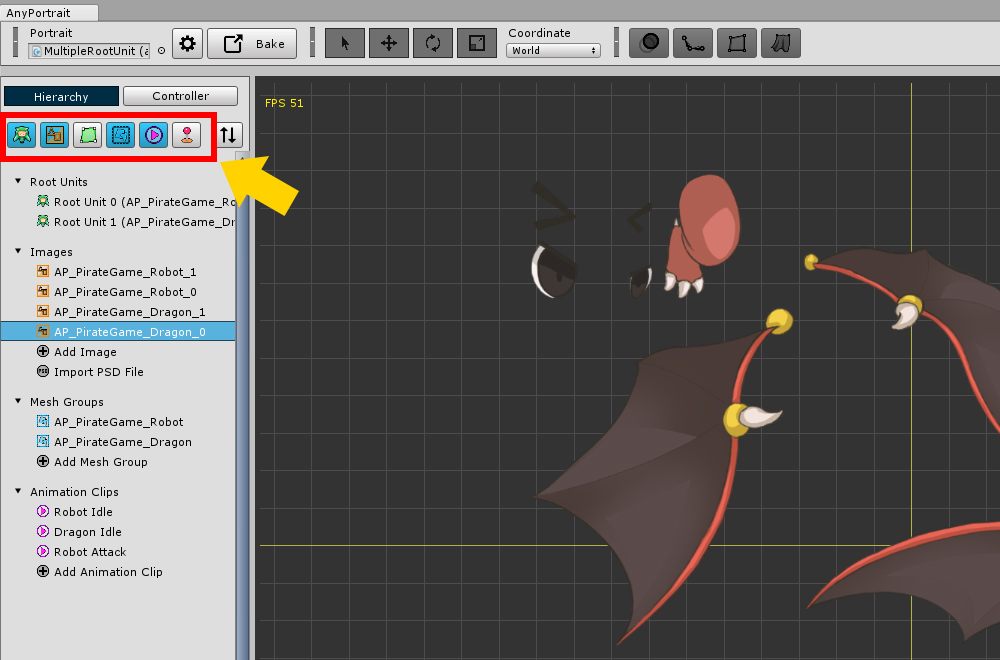 AnyPortrait
Portrait
MultipleRootUnit (a
Bake
Coordinate
World
Hierarchy
Controller
FPS 51
Root Units
Root Unit 0 (AP_PirateGame_Ro
Root Unit 1 (AP_PirateGame_Dr
Images
AP_PirateGame_Robot_1
AP_PirateGame_Robot_0
AP_PirateGame_Dragon_1
AP_PirateGame_Dragon_0
Add Image
Import PSD File
Mesh Groups
AP_PirateGame_Robot
AP_PirateGame_Dragon
Add Mesh Group
Animation Clips
Robot Idle
Dragon Idle
Robot Attack
Add Animation Clip